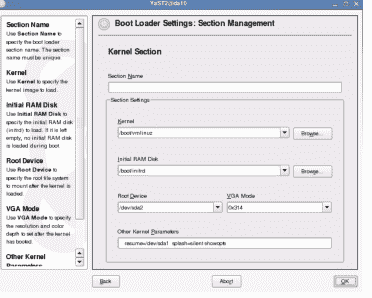 YaST2@da10
Section Name
Use Section Name to
specify the boot loader
section name. The section
name must be unique.
Kernel
Use Kernel to specify the
kernel image to load.
Initial RAM Disk
Use Initial RAM Disk to
specify the initial RAM disk
(initrd) to load. If it is left
empty, no initial RAM disk
is loaded during boot
Root Device
Use Root Device to
specify the root file system
to mount after the kernel is
loaded.
VGA Mode
Use VGA Mode to specify
the resolution and color
depth to set after the kernel
has booted.
Other Kernel
Parameters
Boot Loader Settings: Section Management
Kernel Section
Section Name
Section Settings
Kernel
/boot/vmlinuz
Browse...
Initial RAM Disk
/boot/initrd
Browse...
Root Device
VGA Mode
/dev/sda2
0x314
Other Kernel Parameters
resume=/dev/sda1 splash=silent showopts
Back
Abort
OK